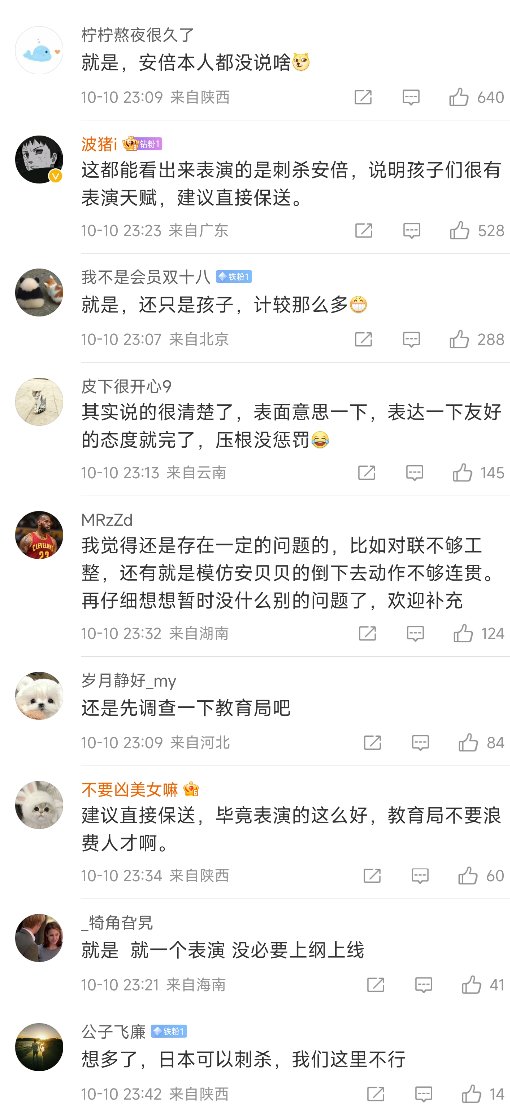 柠柠熬夜很久了
就是，安倍本人都没说啥
10-10 23:09 来自陕西
640
波猪i 钻粉1
这都能看出来表演的是刺杀安倍，说明孩子们很有
表演天赋，建议直接保送。
10-10 23:23 来自广东
528
我不是会员双十八 铁粉1
就是，还只是孩子，计较那么多
10-10 23:07 来自北京
288
皮下很开心9
其实说的很清楚了，表面意思一下，表达一下友好
的态度就完了，压根没惩罚
10-10 23:13 来自云南
145
MRzZd
我觉得还是存在一定的问题的，比如对联不够工
整，还有就是模仿安贝贝的倒下去动作不够连贯。
再仔细想想暂时没什么别的问题了，欢迎补充
10-10 23:32 来自湖南
124
岁月静好_my
还是先调查一下教育局吧
10-10 23:09 来自河北
84
不要凶美女嘛
建议直接保送，毕竟表演的这么好，教育局不要浪
费人才啊。
10-10 23:34 来自陕西
60
_犄角旮旯
就是 就一个表演 没必要上纲上线
10-10 23:21 来自海南
41
公子飞廉 铁粉1
想多了，日本可以刺杀，我们这里不行
10-10 23:42 来自陕西
14